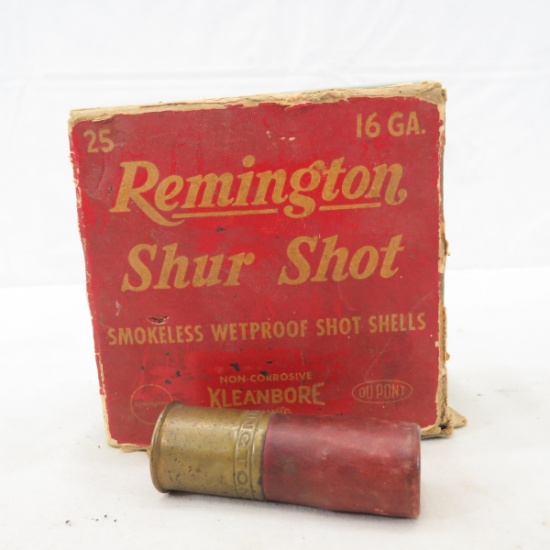 25 16 GA.
Remington
Shur Shot
SMOKELESS WETPROOF SHOT SHELLS
NON-CORROSIVE
KLEANBORE
DU PONT